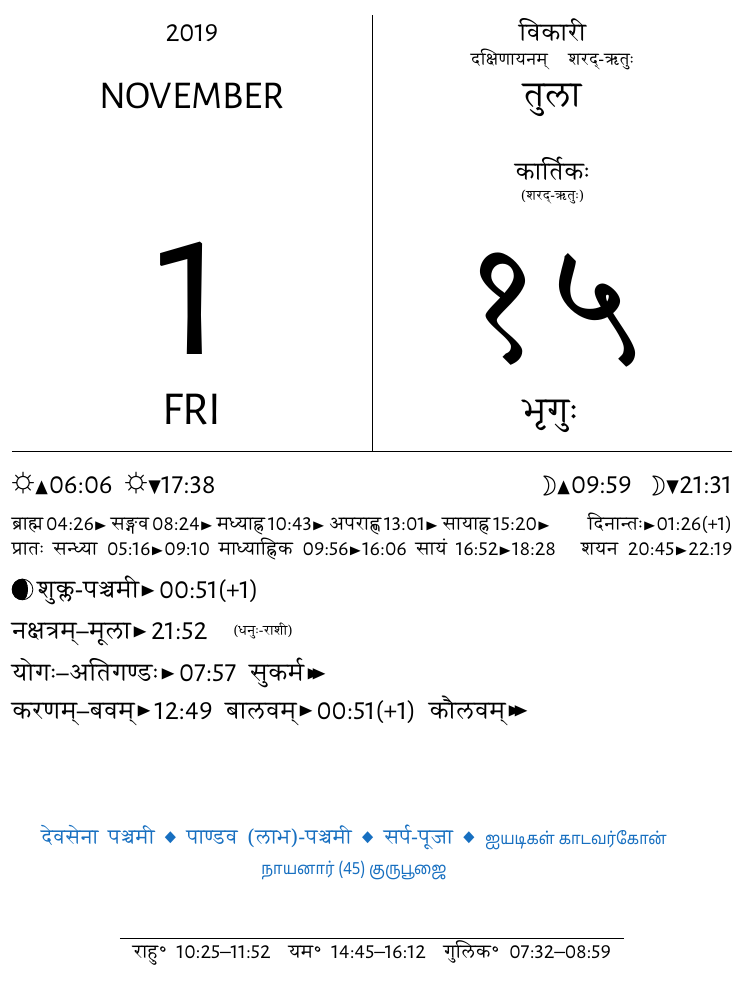 2019
NOVEMBER
1
FRI
विकारी
दक्षिणायनम् शरद्-ऋतुः
तुला
कार्तिकः
(शरद्-ऋतुः)
१५
भृगुः
☼▲06:06 ☼▼17:38 ☽▲09:59 ☽▼21:31
ब्राह्म 04:26► सङ्गव 08:24► मध्याह्न 10:43► अपराह्ण 13:01► सायाह्न 15:20► दिनान्तः►01:26(+1)
प्रातः सन्ध्या 05:16►09:10 माध्याह्निक 09:56►16:06 सायं 16:52►18:28 शयन 20:45►22:19
शुक्ल-पञ्चमी► 00:51(+1)
नक्षत्रम्–मूला► 21:52 (धनुः-राशी)
योगः–अतिगण्डः► 07:57 सुकर्म►►
करणम्–बवम्►12:49 बालवम्►00:51(+1) कौलवम्►►
देवसेना पञ्चमी ◆ पाण्डव (लाभ)-पञ्चमी ◆ सर्प-पूजा ◆ ஐயடிகள் காடவர்கோன்
நாயனார் (45) குருபூஜை
राहु° 10:25–11:52 यम° 14:45–16:12 गुलिक° 07:32–08:59